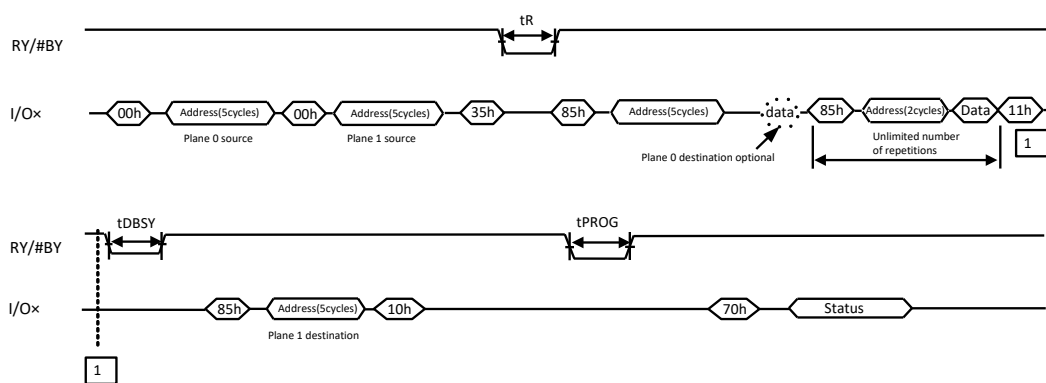 tR
RY/#BY
I/O×
00h
Address(5cycles)
00h
Address(5cycles)
35h
85h
Address(5cycles)
data
85h
Address(2cycles)
Data
11h
Plane 0 source
Plane 1 source
Plane 0 destination optional
Unlimited number
of repetitions
1
tDBSY
tPROG
RY/#BY
I/O×
85h
Address(5cycles)
10h
70h
Status
Plane 1 destination
1